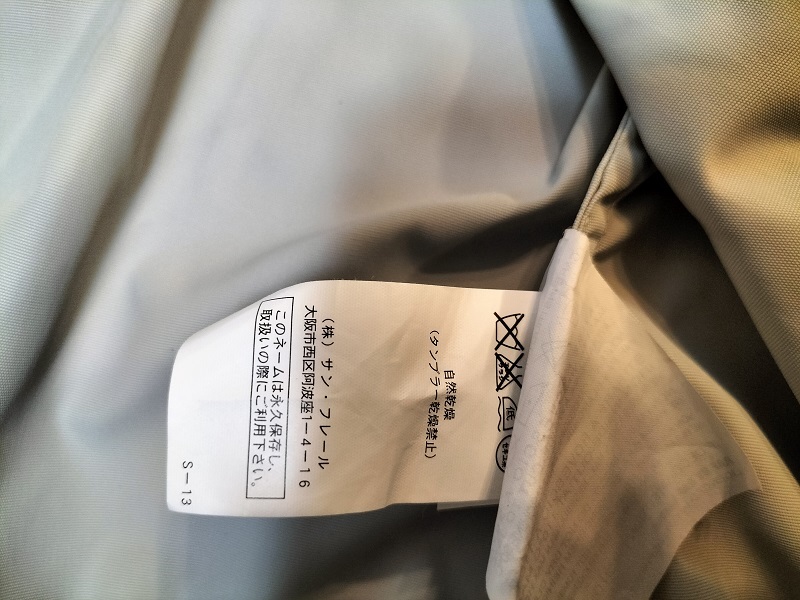 低
自然乾燥
(タンブラー乾燥禁止)
(株) サン・フレール
大阪市西区阿波座1-4-16
このネームは永久保存し、
取扱いの際にご利用下さい。
S-13